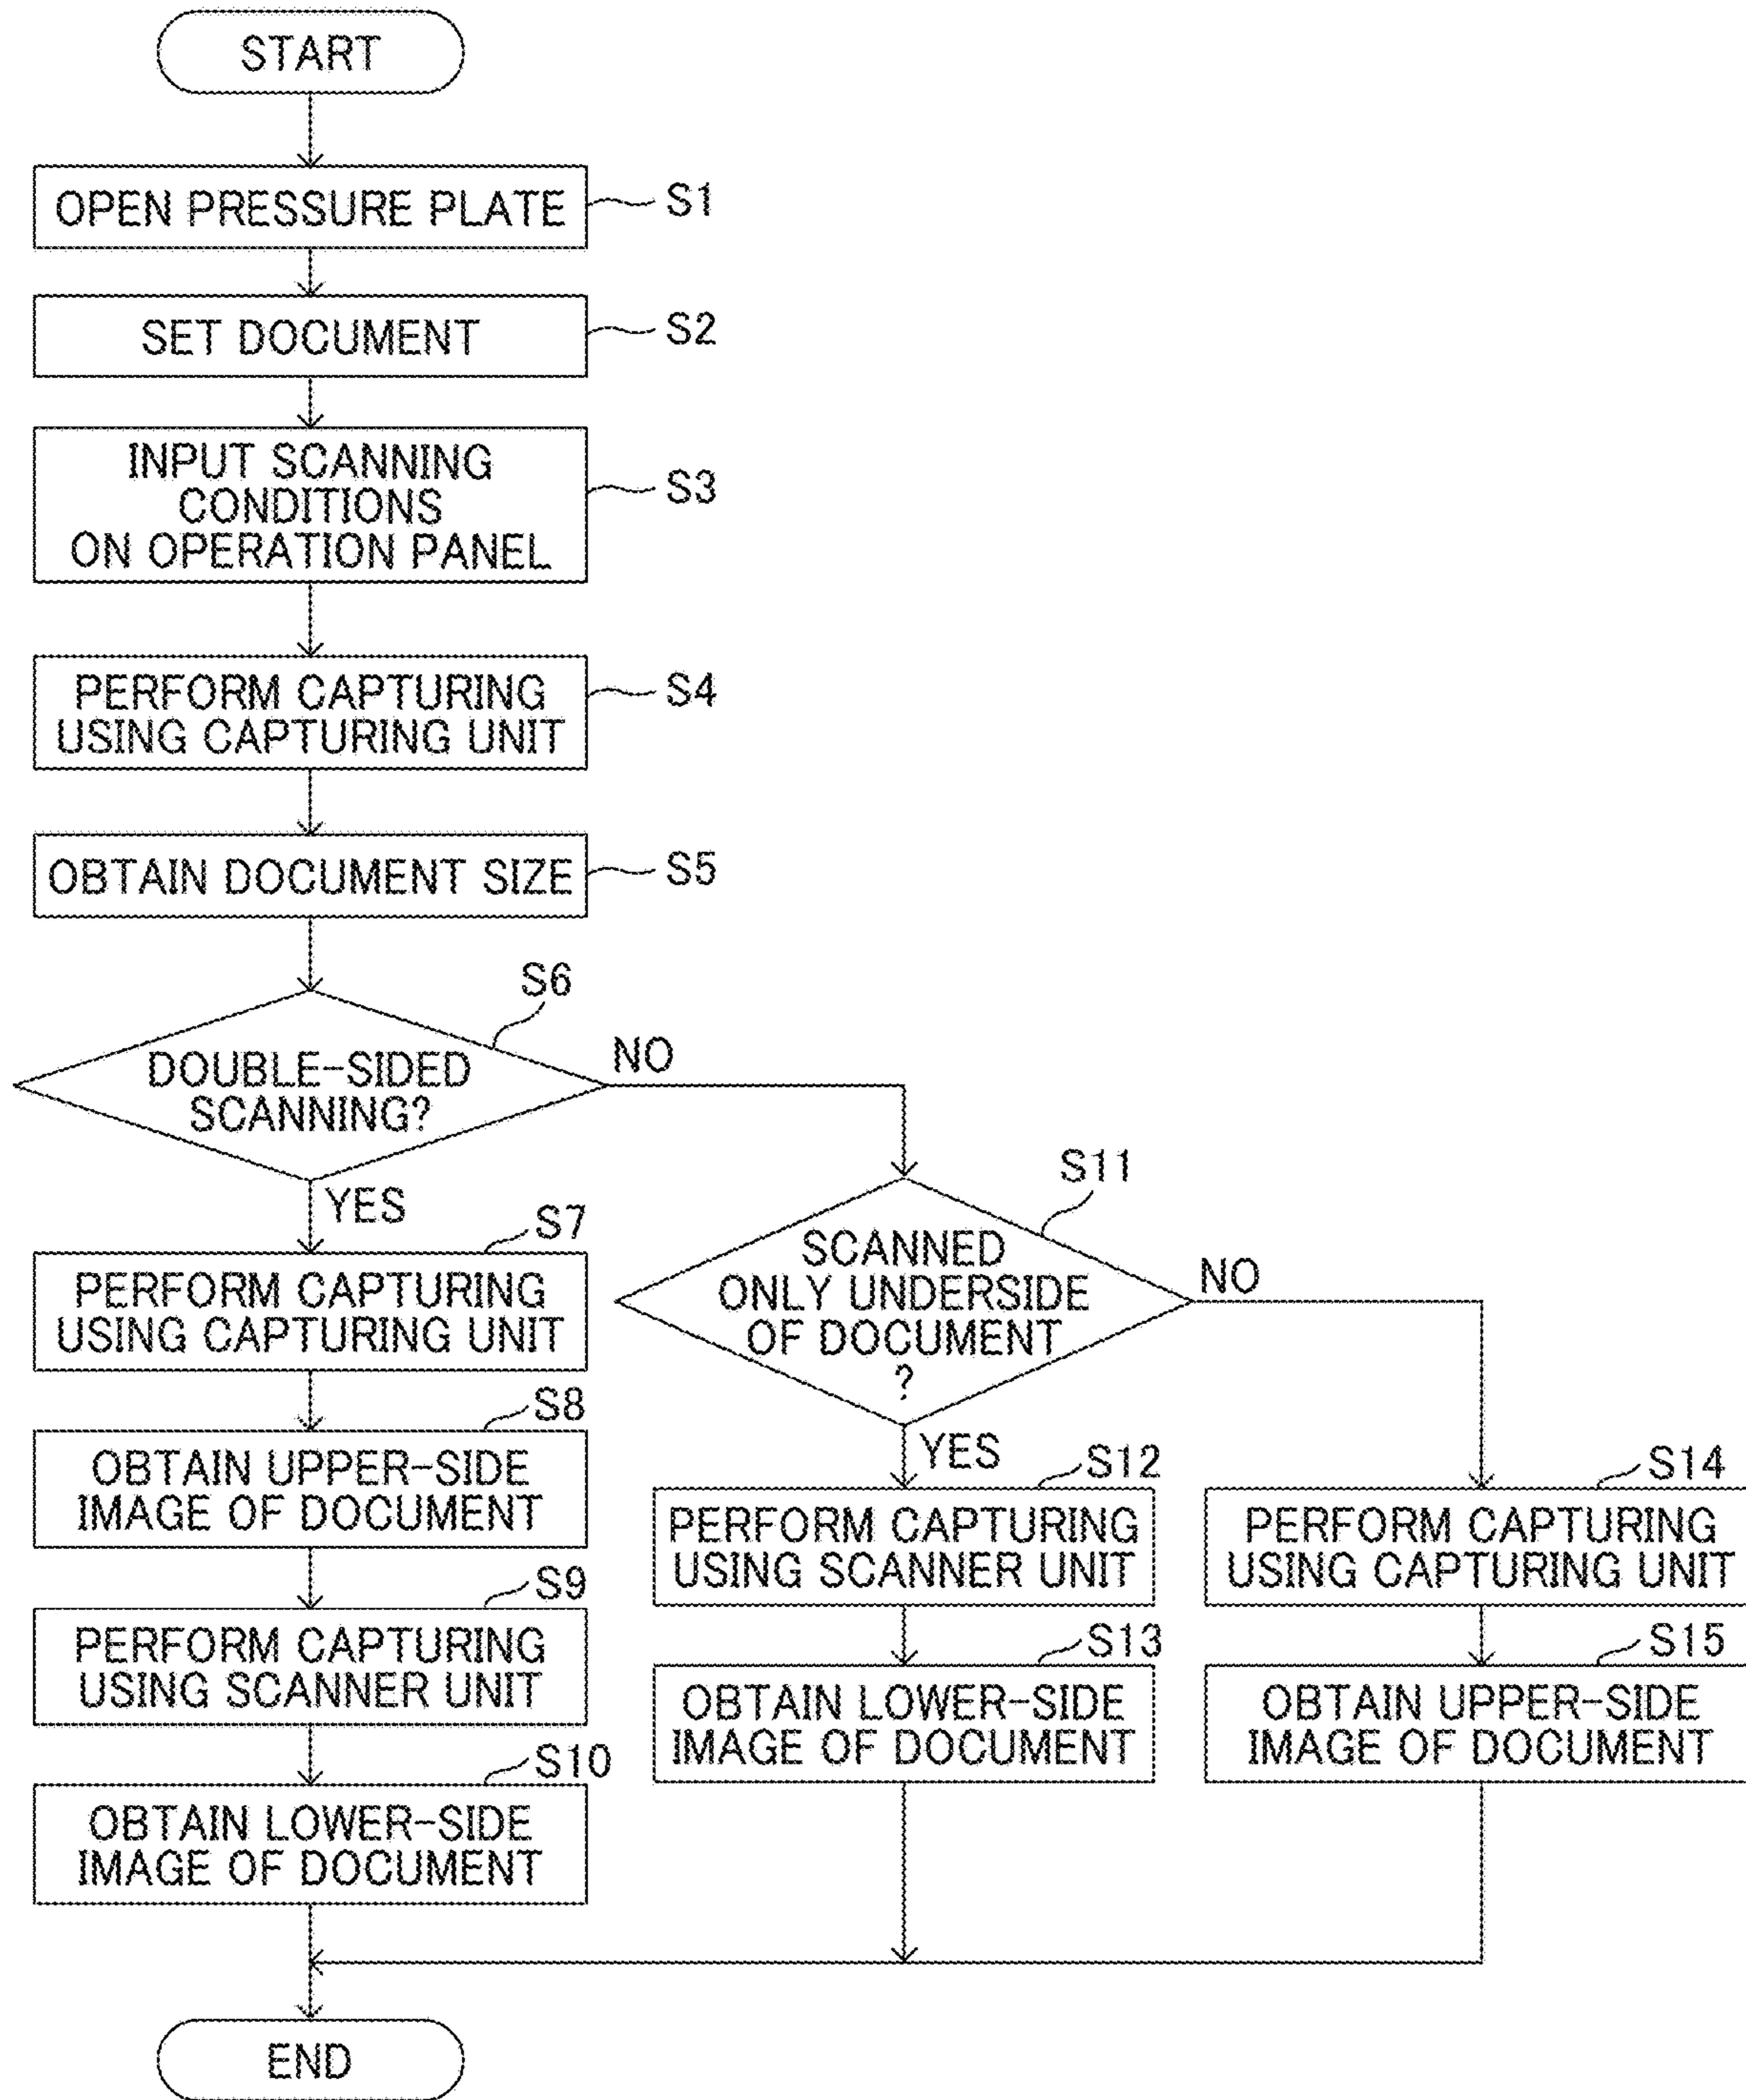 START
OPEN PRESSURE PLATE
S1
SET DOCUMENT
S2
INPUT SCANNING
CONDITIONS
ON OPERATION PANEL
S3
PERFORM CAPTURING
USING CAPTURING UNIT
S4
OBTAIN DOCUMENT SIZE
S5
S6
DOUBLE-SIDED
SCANNING?
NO
YES
S7
PERFORM CAPTURING
USING CAPTURING UNIT
S8
OBTAIN UPPER-SIDE
IMAGE OF DOCUMENT
S9
PERFORM CAPTURING
USING SCANNER UNIT
S10
OBTAIN LOWER-SIDE
IMAGE OF DOCUMENT
S11
SCANNED
ONLY UNDERSIDE
OF DOCUMENT
?
NO
YES
S12
PERFORM CAPTURING
USING SCANNER UNIT
S13
OBTAIN LOWER-SIDE
IMAGE OF DOCUMENT
S14
PERFORM CAPTURING
USING CAPTURING UNIT
S15
OBTAIN UPPER-SIDE
IMAGE OF DOCUMENT
END